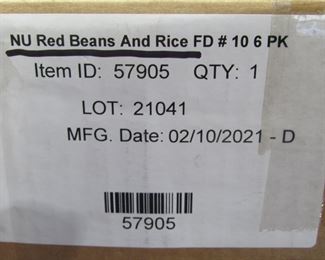 NU Red Beans And Rice FD # 10 6 PK
Item ID: 57905 QTY: 1
LOT: 21041
MFG. Date: 02/10/2021 - D
57905